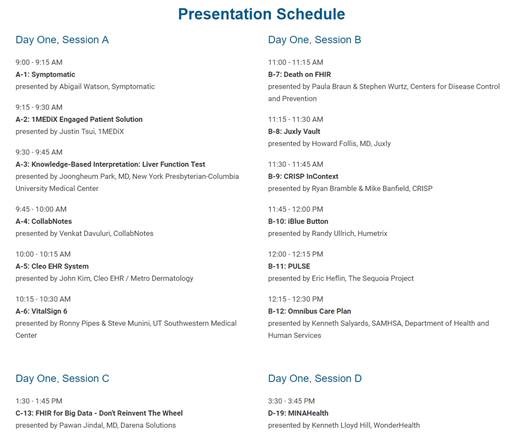 Presentation Schedule
Day One, Session A
9:00 - 9:15 AM
A-1: Symptomatic
presented by Abigail Watson, Symptomatic
9:15 - 9:30 AM
A-2: 1MEDiX Engaged Patient Solution
presented by Justin Tsui, 1MEDiX
9:30 - 9:45 AM
A-3: Knowledge-Based Interpretation: Liver Function Test
presented by Joongheum Park, MD, New York Presbyterian-Columbia
University Medical Center
9:45 - 10:00 AM
A-4: CollabNotes
presented by Venkat Davuluri, CollabNotes
10:00 - 10:15 AM
A-5: Cleo EHR System
presented by John Kim, Cleo EHR / Metro Dermatology
10:15 - 10:30 AM
A-6: VitalSign 6
presented by Ronny Pipes & Steve Munini, UT Southwestern Medical
Center
Day One, Session B
11:00 - 11:15 AM
B-7: Death on FHIR
presented by Paula Braun & Stephen Wurtz, Centers for Disease Control
and Prevention
11:15 - 11:30 AM
B-8: Juxly Vault
presented by Howard Follis, MD, Juxly
11:30 - 11:45 AM
B-9: CRISP InContext
presented by Ryan Bramble & Mike Banfield, CRISP
11:45 - 12:00 PM
B-10: iBlue Button
presented by Randy Ullrich, Humetrix
12:00 - 12:15 PM
B-11: PULSE
presented by Eric Heflin, The Sequoia Project
12:15 - 12:30 PM
B-12: Omnibus Care Plan
presented by Kenneth Salyards, SAMHSA, Department of Health and
Human Services
Day One, Session C
1:30 - 1:45 PM
C-13: FHIR for Big Data - Don't Reinvent The Wheel
presented by Pawan Jindal, MD, Darena Solutions
Day One, Session D
3:30 - 3:45 PM
D-19: MINAHealth
presented by Kenneth Lloyd Hill, WonderHealth